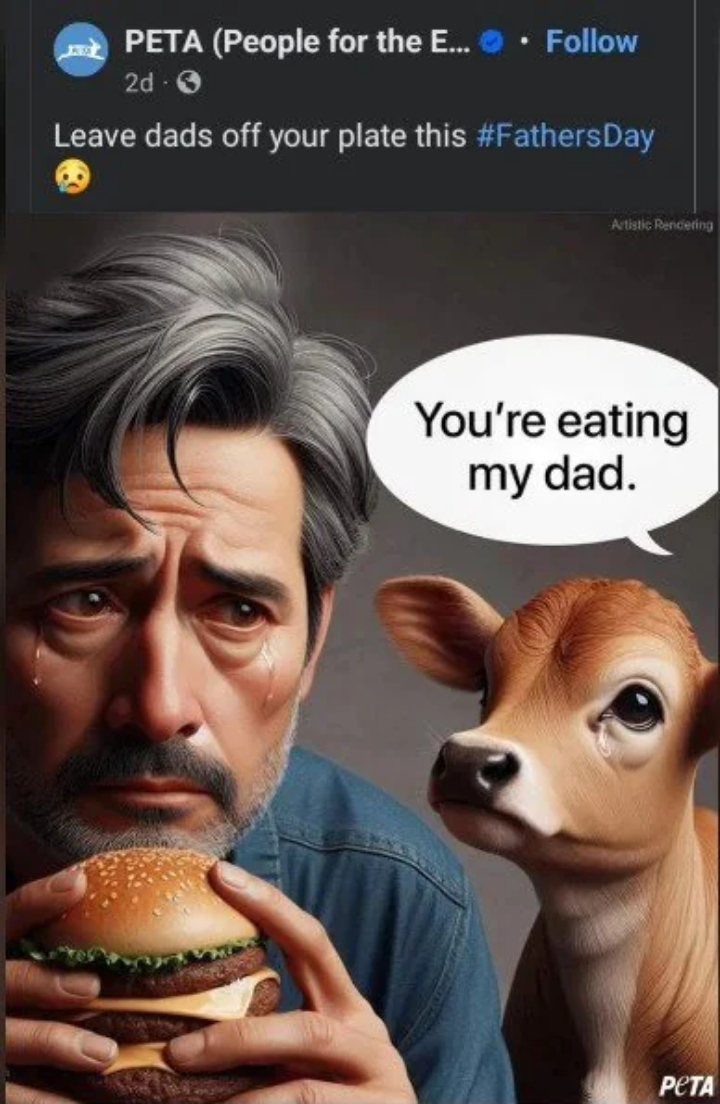 PETA (People for the E... · Follow
2d ·
Leave dads off your plate this #FathersDay
😢
Artistic Rendering
You're eating
my dad.
PETA